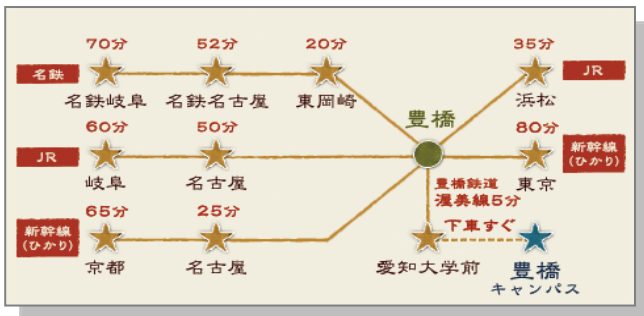 70分 52分 20分 35分
名鉄 JR
名鉄岐阜 名鉄名古屋 東岡崎 浜松
豊橋
60分 50分 80分
JR 新幹線
(ひかり)
岐阜 名古屋 東京
豊橋鉄道
渥美線5分
65分 25分
下車すぐ
新幹線
(ひかり)
京都 名古屋 愛知大学前 豊橋
キャンパス